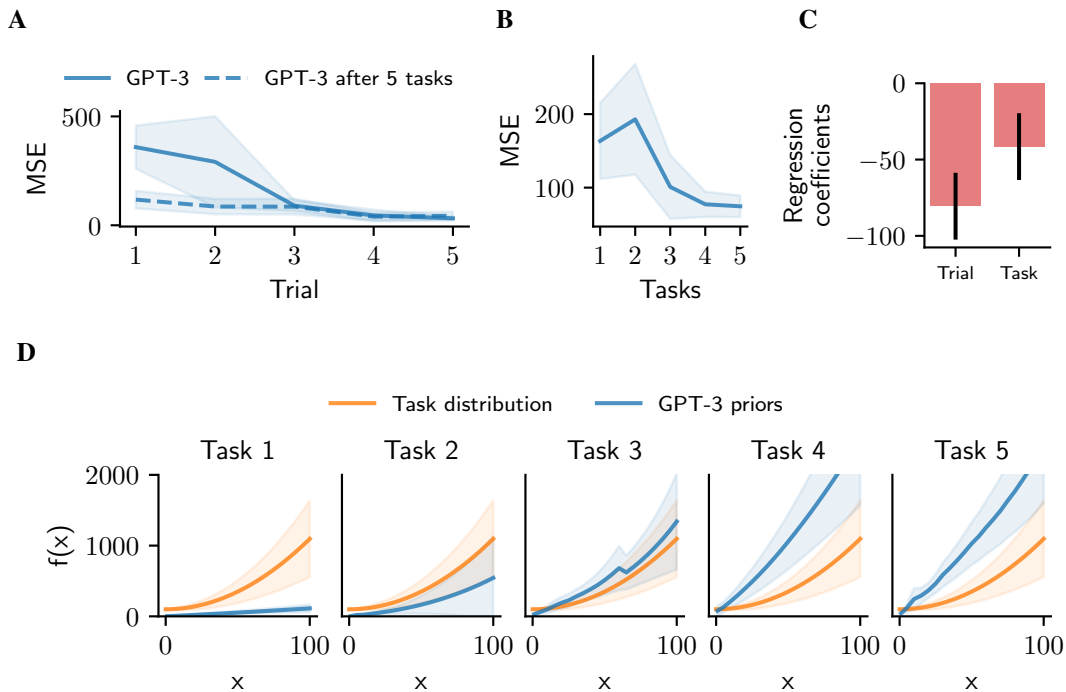 A
B
C
GPT-3
GPT-3 after 5 tasks
MSE
500
0
1 2 3 4 5
Trial
MSE
200
100
1 2 3 4 5
Tasks
Regression
coefficients
0
−50
−100
Trial Task
D
Task distribution
GPT-3 priors
Task 1 Task 2 Task 3 Task 4 Task 5
f(x)
2000
1000
0
0 100 0 100 0 100 0 100 0 100
x x x x x